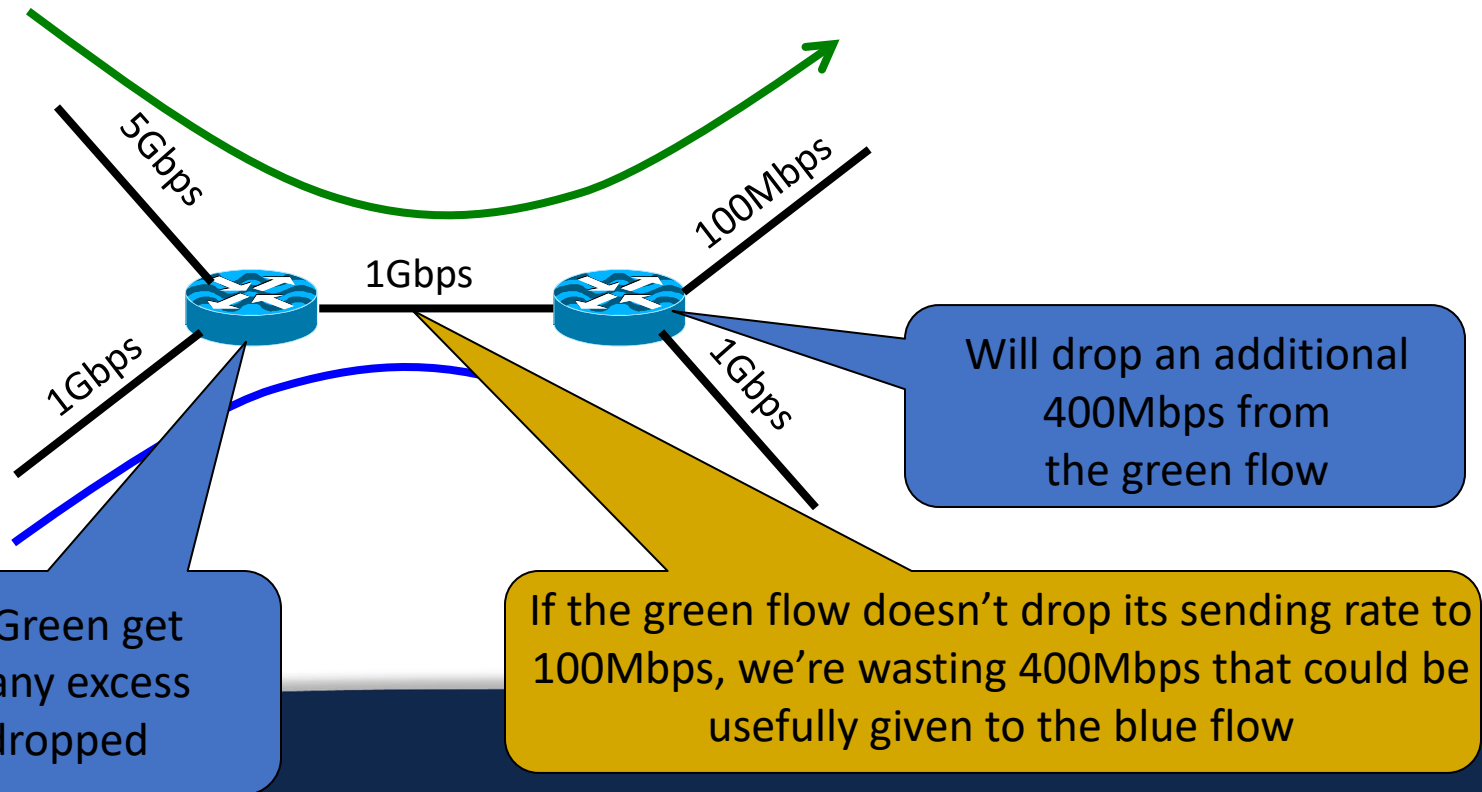 5Gbps
100Mbps
1Gbps
1Gbps
1Gbps
Will drop an additional
400Mbps from
the green flow
Green get
any excess
dropped
If the green flow doesn’t drop its sending rate to
100Mbps, we’re wasting 400Mbps that could be
usefully given to the blue flow